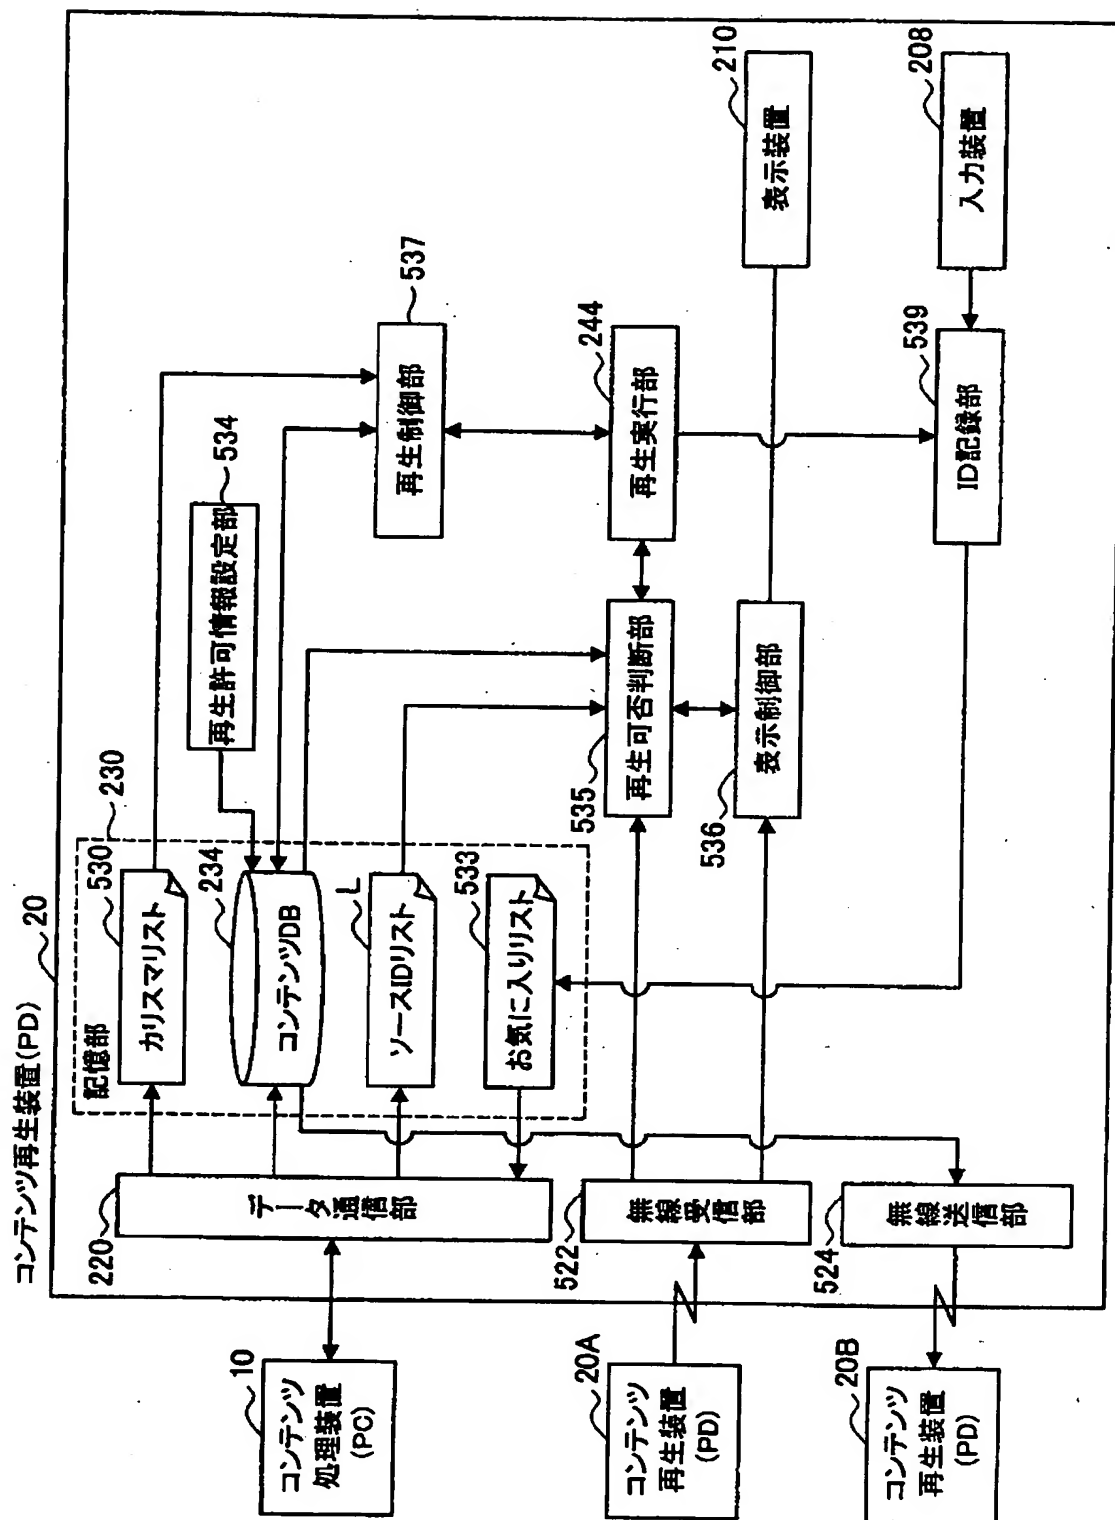 コンテンツ再生装置(PD)
20
10
コンテンツ
処理装置
(PC)
20A
コンテンツ
再生装置
(PD)
20B
コンテンツ
再生装置
(PD)
220
データ通信部
522
無線受信部
524
無線送信部
記憶部
230
530
カリスマリスト
234
コンテンツDB
L
ソースIDリスト
533
お気に入りリスト
534
再生許可情報設定部
535
再生可否判断部
536
表示制御部
537
再生制御部
244
再生実行部
539
ID記録部
210
表示装置
208
入力装置